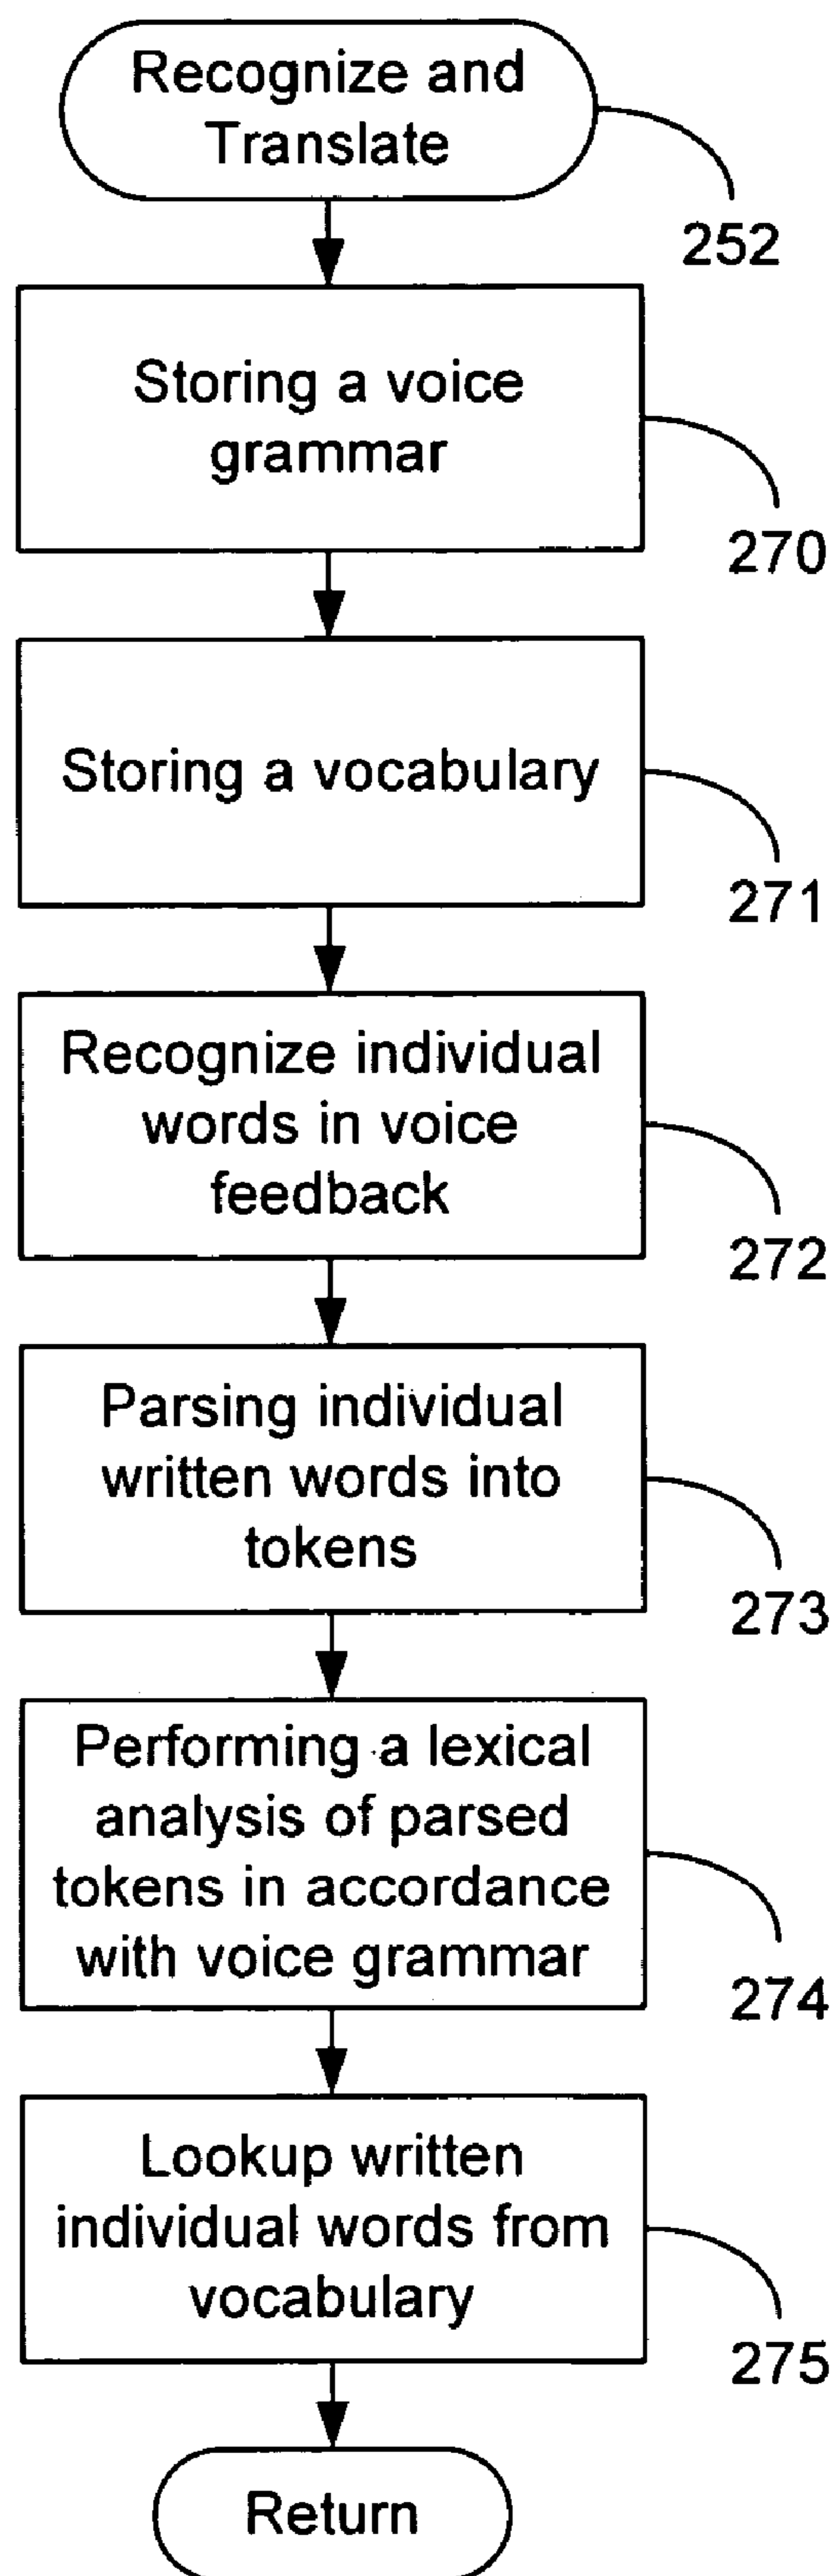 Recognize and
Translate
252
Storing a voice
grammar
270
Storing a vocabulary
271
Recognize individual
words in voice
feedback
272
Parsing individual
written words into
tokens
273
Performing a lexical
analysis of parsed
tokens in accordance
with voice grammar
274
Lookup written
individual words from
vocabulary
275
Return